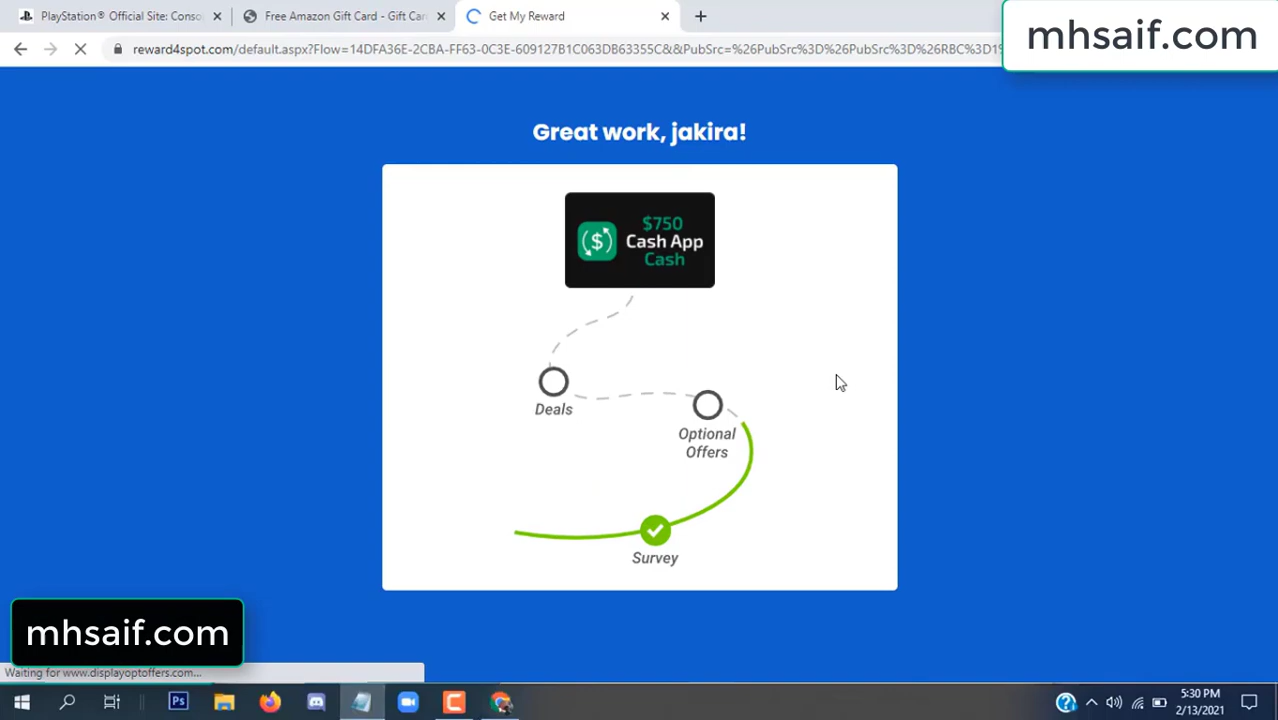 PlayStation® Official Site: Conso
Free Amazon Gift Card - Gift Car
Get My Reward
mhsaif.com
reward4spot.com/default.aspx?Flow=14DFA36E-2CBA-FF63-0C3E-609127B1C063DB63355C&&PubSrc=%26PubSrc%3D%26PubSrc%3D%26RBC%3D1%
Great work, jakira!
$750
Cash App
Cash
Deals
Optional
Offers
Survey
mhsaif.com
Waiting for www.displayoptoffers.com...
5:30 PM
2/13/2021